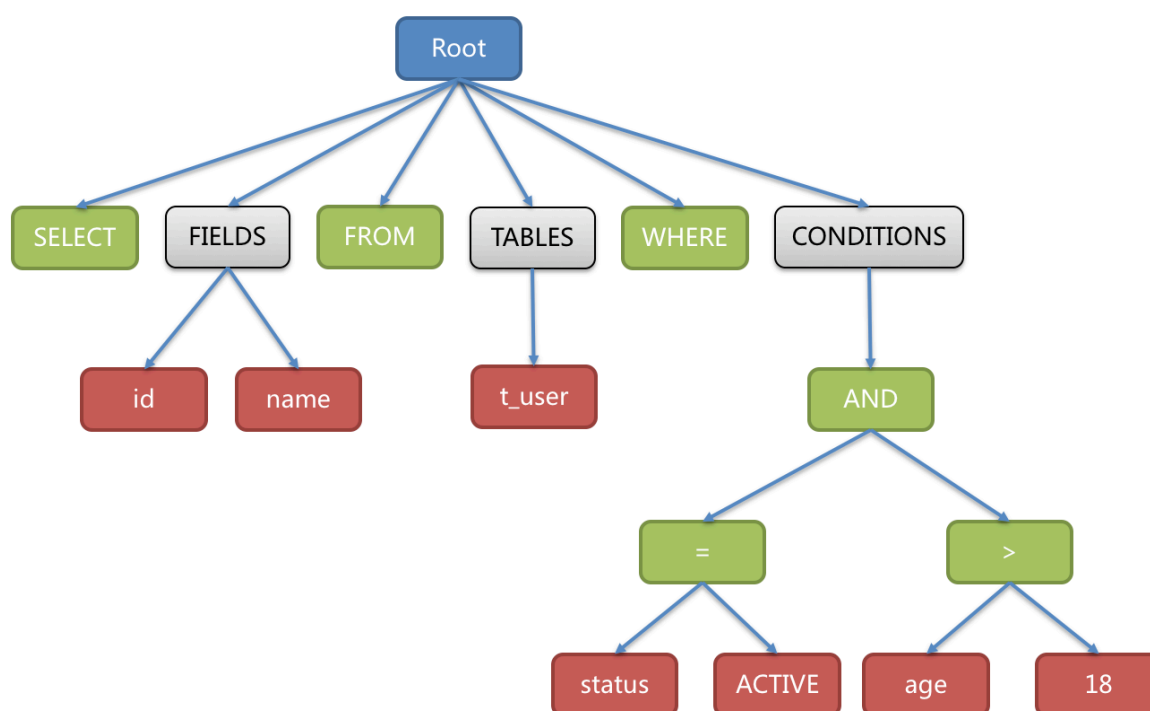 Root
SELECT
FIELDS
FROM
TABLES
WHERE
CONDITIONS
id
name
t_user
AND
=
>
status
ACTIVE
age
18